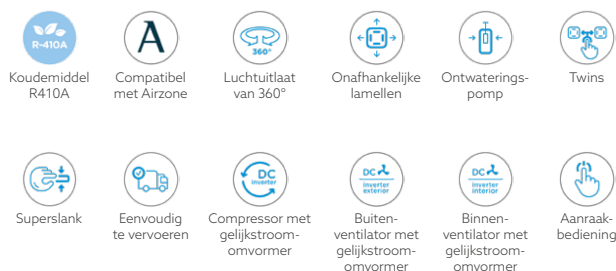 R-410A
A
360°
Koudemiddel
R410A
Compatibel
met Airzone
Luchtuitlaat
van 360°
Onafhankelijke
lamellen
Ontwaterings-
pomp
Twins
DC
inverter
DC
inverter
exterior
DC
inverter
interior
Superslank
Eenvoudig
te vervoeren
Compressor met
gelijkstroom-
omvormer
Buiten-
ventilator met
gelijkstroom-
omvormer
Binnen-
ventilator met
gelijkstroom-
omvormer
Aanraak-
bediening